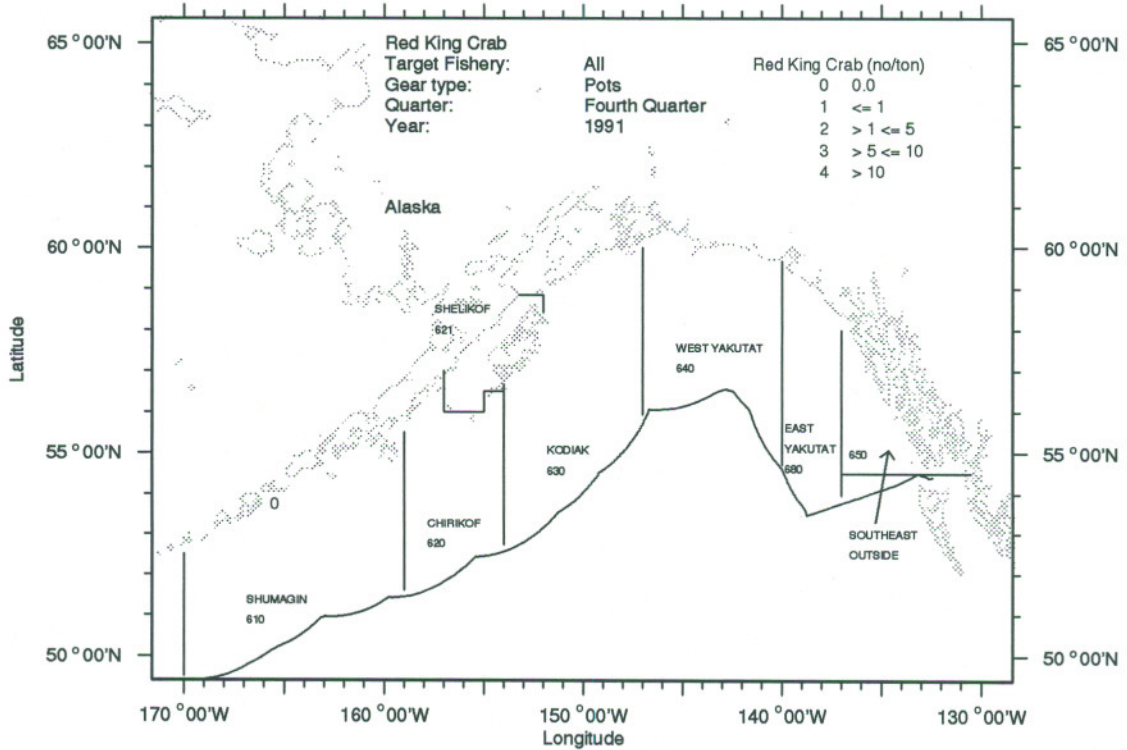 Red King Crab
Target Fishery: All
Gear type: Pots
Quarter: Fourth Quarter
Year: 1991
Red King Crab (no/ton)
0 0.0
1 <= 1
2 > 1 <= 5
3 > 5 <= 10
4 > 10
65 °00'N
65 °00'N
Alaska
60 °00'N
60 °00'N
SHELIKOF
621
Latitude
WEST YAKUTAT
640
55 °00'N
55 °00'N
KODIAK
630
EAST
YAKUTAT
680
650
0
CHIRIKOF
620
SOUTHEAST
OUTSIDE
SHUMAGIN
610
50 °00'N
50 °00'N
170 °00'W
160 °00'W
150 °00'W
140 °00'W
130 °00'W
Longitude